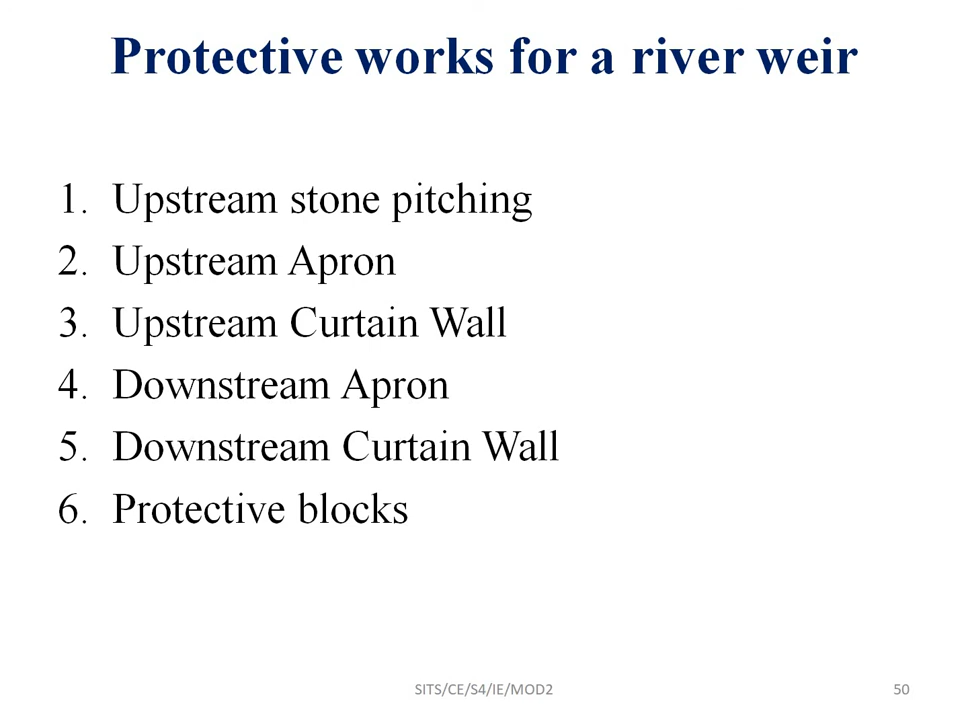 Protective works for a river weir
1. Upstream stone pitching
2. Upstream Apron
3. Upstream Curtain Wall
4. Downstream Apron
5. Downstream Curtain Wall
6. Protective blocks
SITS/CE/S4/IE/MOD2
50